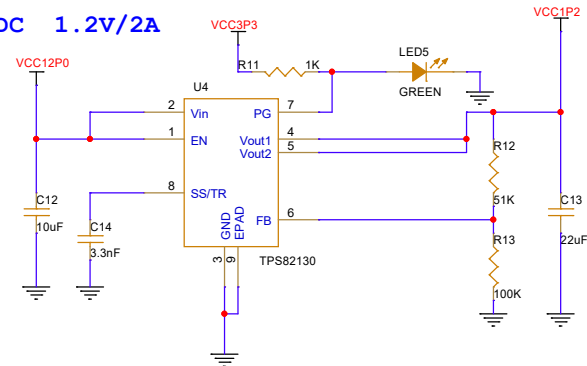 DC 1.2V/2A
VCC12P0
VCC3P3
VCC1P2
R11
1K
LED5
GREEN
U4
2
Vin
PG
7
1
EN
Vout1
4
Vout2
5
R12
51K
8
SS/TR
FB
6
C12
10uF
C14
3.3nF
GND
EPAD
3
9
TPS82130
R13
100K
C13
22uF